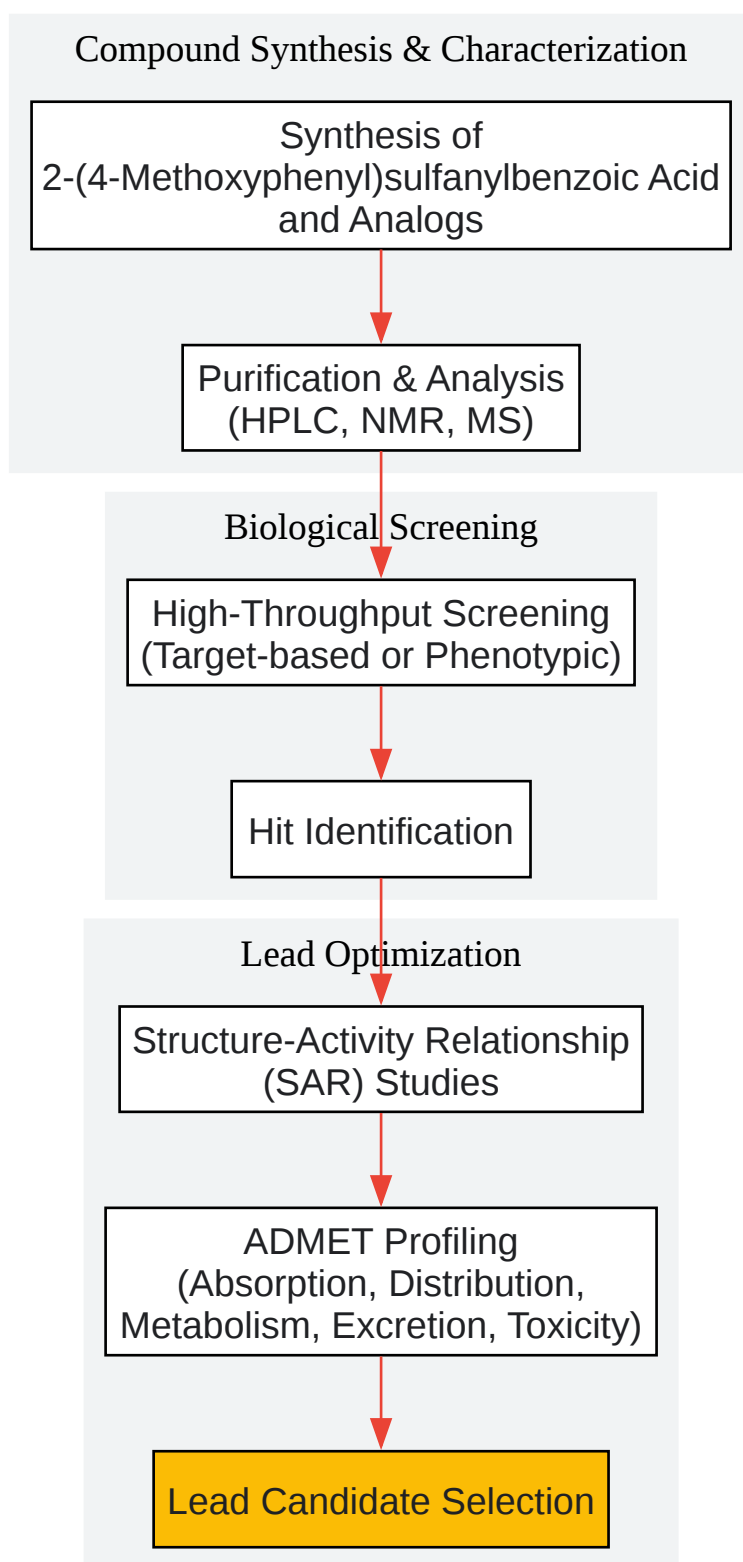 Compound Synthesis & Characterization
Synthesis of
2-(4-Methoxyphenyl)sulfanylbenzoic Acid
and Analogs
Purification & Analysis
(HPLC, NMR, MS)
Biological Screening
High-Throughput Screening
(Target-based or Phenotypic)
Hit Identification
Lead Optimization
Structure-Activity Relationship
(SAR) Studies
ADMET Profiling
(Absorption, Distribution,
Metabolism, Excretion, Toxicity)
Lead Candidate Selection